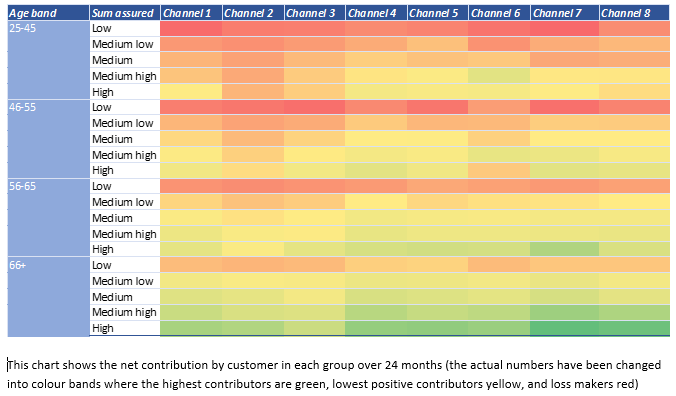 Age band Sum assured Channel 1 Channel 2 Channel 3 Channel 4 Channel 5 Channel 6 Channel 7 Channel 8
25-45 Low
Medium low
Medium
Medium high
High
46-55 Low
Medium low
Medium
Medium high
High
56-65 Low
Medium low
Medium
Medium high
High
66+ Low
Medium low
Medium
Medium high
High
This chart shows the net contribution by customer in each group over 24 months (the actual numbers have been changed
into colour bands where the highest contributors are green, lowest positive contributors yellow, and loss makers red)